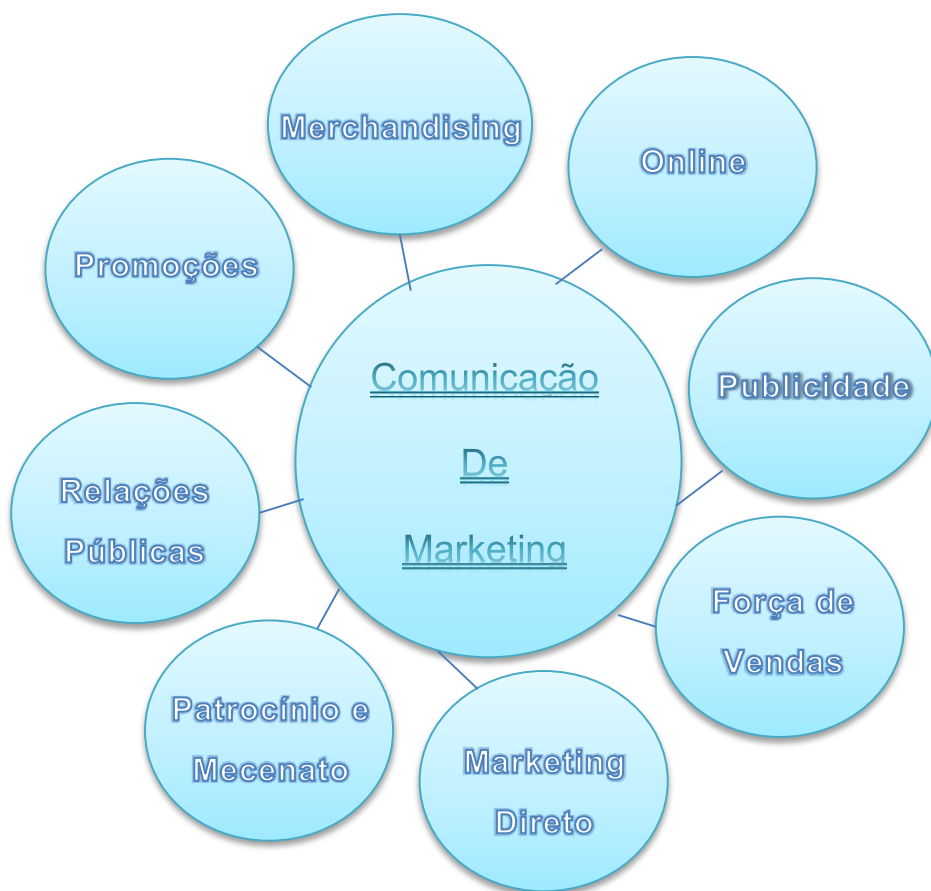 Merchandising
Online
Promoções
Publicidade
Comunicação
De
Marketing
Relações
Públicas
Força de
Vendas
Patrocínio e
Mecenato
Marketing
Direto